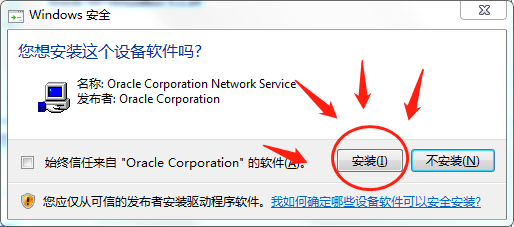 Windows 安全
您想安装这个设备软件吗?
名称: Oracle Corporation Network Service
发布者: Oracle Corporation
始终信任来自 "Oracle Corporation" 的软件(A)。
安装(I)
不安装(N)
您应仅从可信的发布者安装驱动程序软件。我如何确定哪些设备软件可以安全安装?